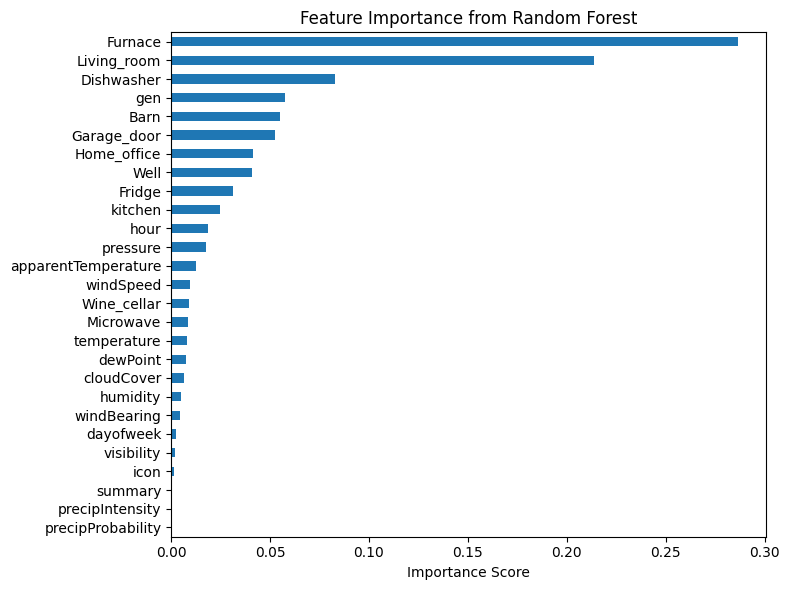 Feature Importance from Random Forest
Furnace
Living_room
Dishwasher
gen
Barn
Garage_door
Home_office
Well
Fridge
kitchen
hour
pressure
apparentTemperature
windSpeed
Wine_cellar
Microwave
temperature
dewPoint
cloudCover
humidity
windBearing
dayofweek
visibility
icon
summary
precipIntensity
precipProbability
0.00 0.05 0.10 0.15 0.20 0.25 0.30
Importance Score